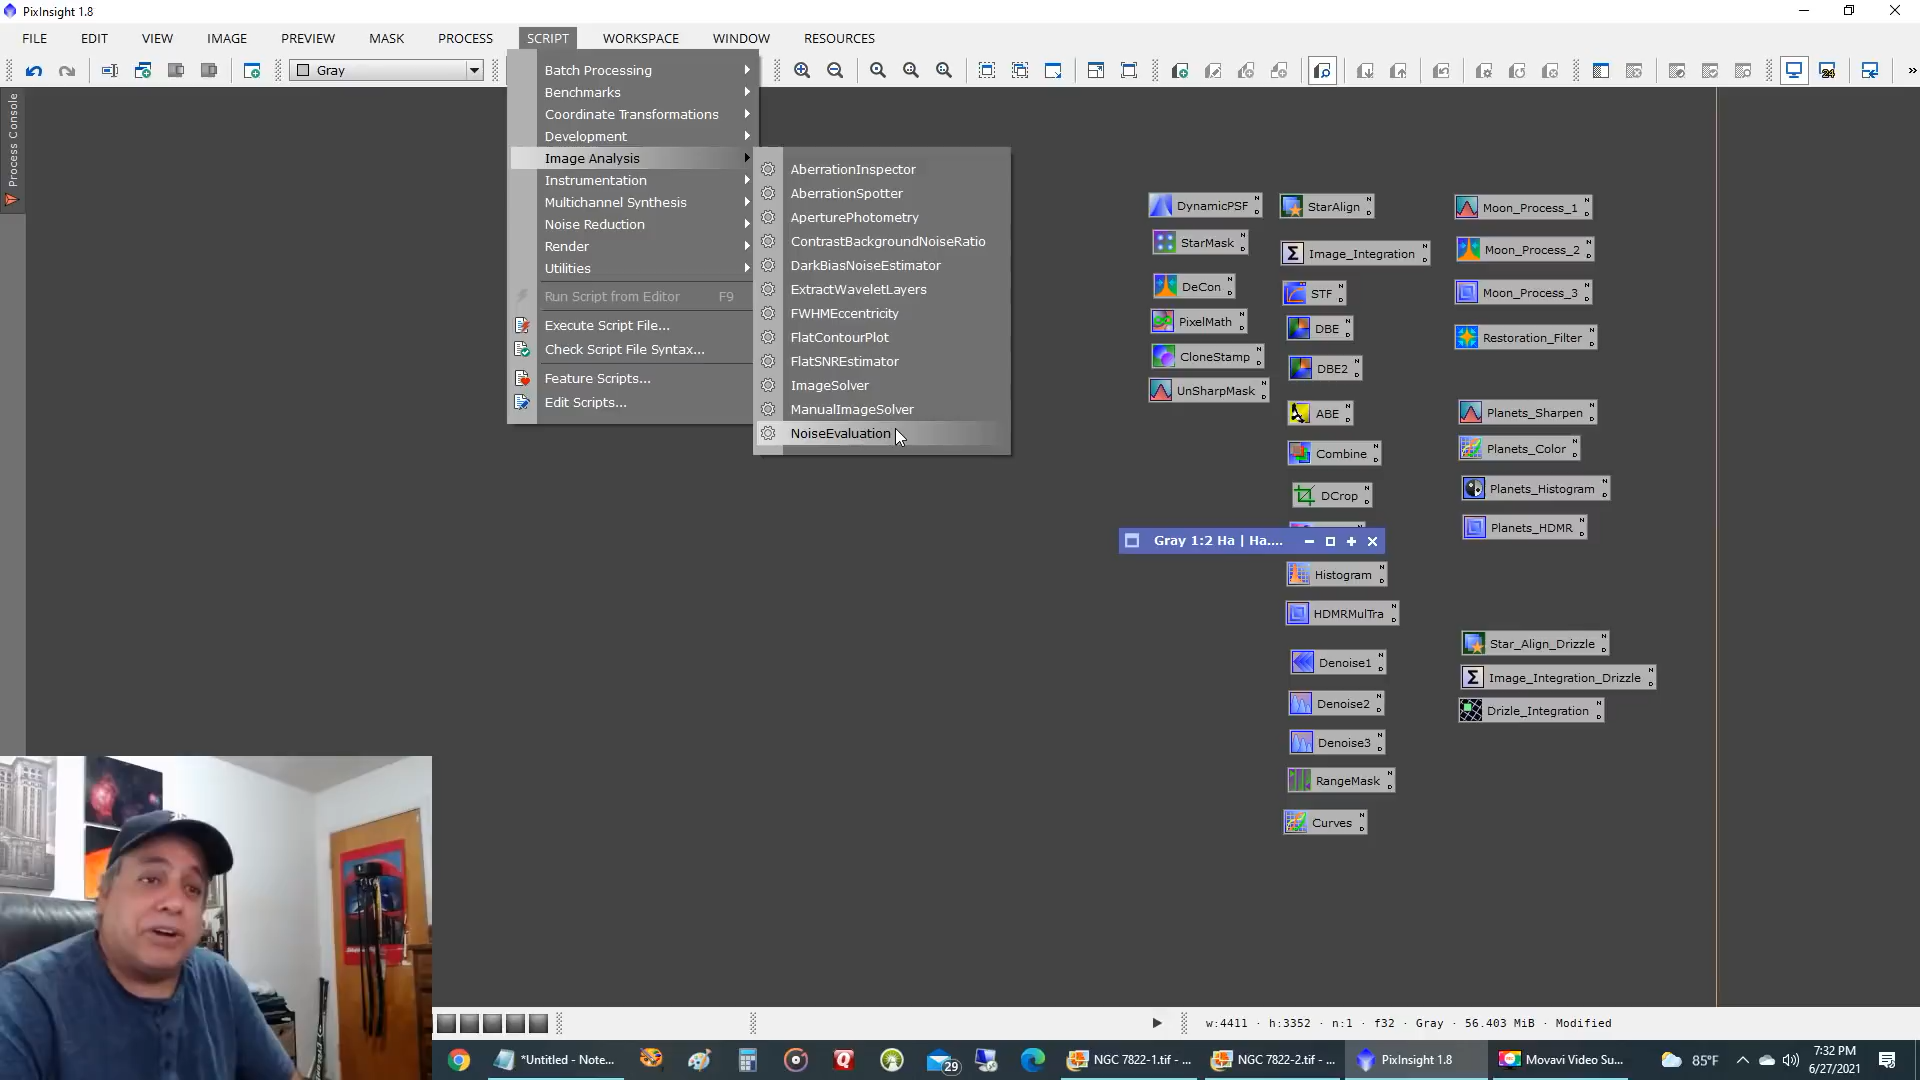 PixInsight 1.8
FILE EDIT VIEW IMAGE PREVIEW MASK PROCESS SCRIPT WORKSPACE WINDOW RESOURCES
Gray
Process Console
Batch Processing
Benchmarks
Coordinate Transformations
Development
Image Analysis
Instrumentation
Multichannel Synthesis
Noise Reduction
Render
Utilities
Run Script from Editor F9
Execute Script File...
Check Script File Syntax...
Feature Scripts...
Edit Scripts...
AberrationInspector
AberrationSpotter
AperturePhotometry
ContrastBackgroundNoiseRatio
DarkBiasNoiseEstimator
ExtractWaveletLayers
FWHMEccentricity
FlatContourPlot
FlatSNREstimator
ImageSolver
ManualImageSolver
NoiseEvaluation
DynamicPSF
StarMask
DeCon
PixelMath
CloneStamp
UnSharpMask
StarAlign
Image_Integration
STF
DBE
DBE2
ABE
Combine
DCrop
Gray 1:2 Ha | Ha....
Histogram
HDMRMulTra
Denoise1
Denoise2
Denoise3
RangeMask
Curves
Moon_Process_1
Moon_Process_2
Moon_Process_3
Restoration_Filter
Planets_Sharpen
Planets_Color
Planets_Histogram
Planets_HDMR
Star_Align_Drizzle
Image_Integration_Drizzle
Drizle_Integration
w:4411 · h:3352 · n:1 · f32 · Gray · 56.403 MiB · Modified
*Untitled - Note...
29
NGC 7822-1.tif - ...
NGC 7822-2.tif - ...
PixInsight 1.8
Movavi Video Su...
85°F
7:32 PM
6/27/2021